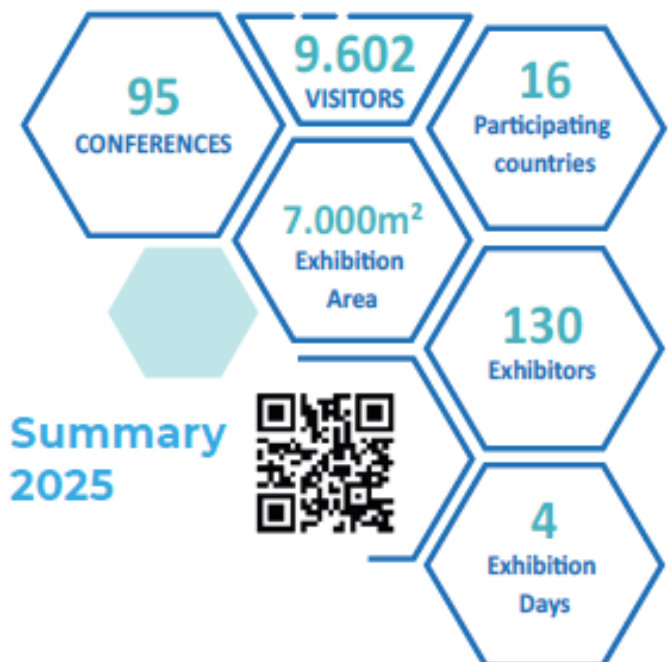 95
CONFERENCES
9.602
VISITORS
16
Participating
countries
7.000m²
Exhibition
Area
130
Exhibitors
Summary
2025
4
Exhibition
Days